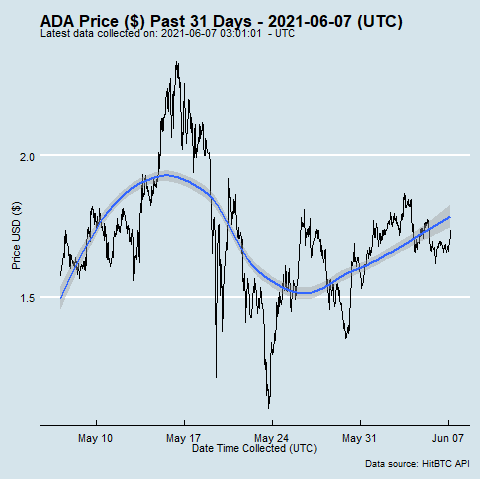 ADA Price ($) Past 31 Days - 2021-06-07 (UTC)
Latest data collected on: 2021-06-07 03:01:01 - UTC
Price USD ($)
2.0
1.5
May 10 May 17 May 24 May 31 Jun 07
Date Time Collected (UTC)
Data source: HitBTC API